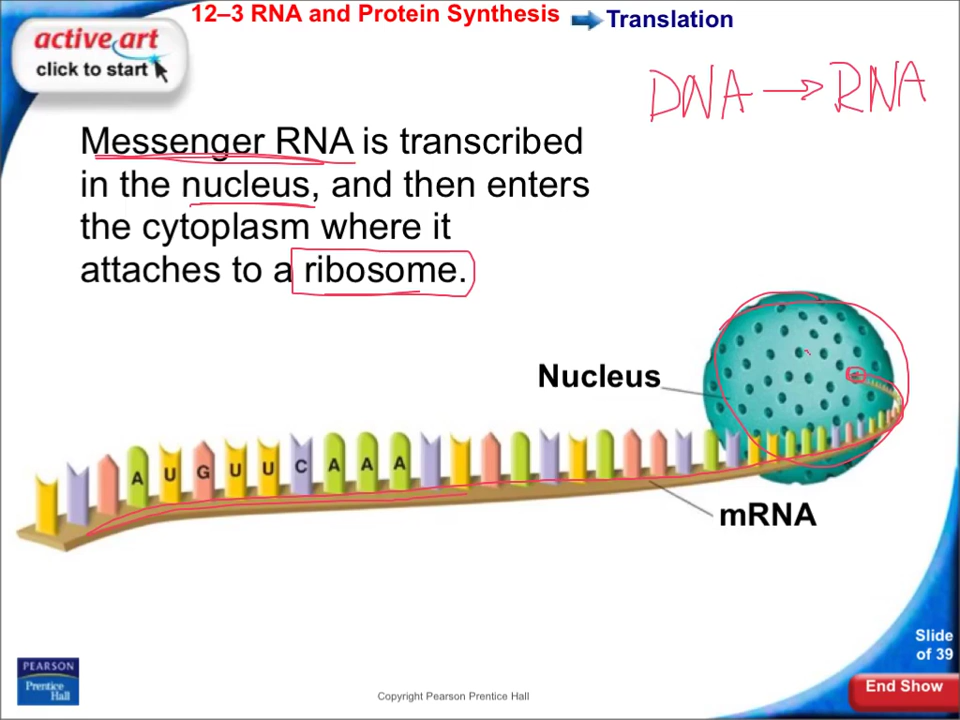 12–3 RNA and Protein Synthesis
Translation
active art
click to start
DNA → RNA
Messenger RNA is transcribed
in the nucleus, and then enters
the cytoplasm where it
attaches to a ribosome.
Nucleus
A U G U U C A A A
mRNA
Slide
of 39
PEARSON
Prentice
Hall
Copyright Pearson Prentice Hall
End Show